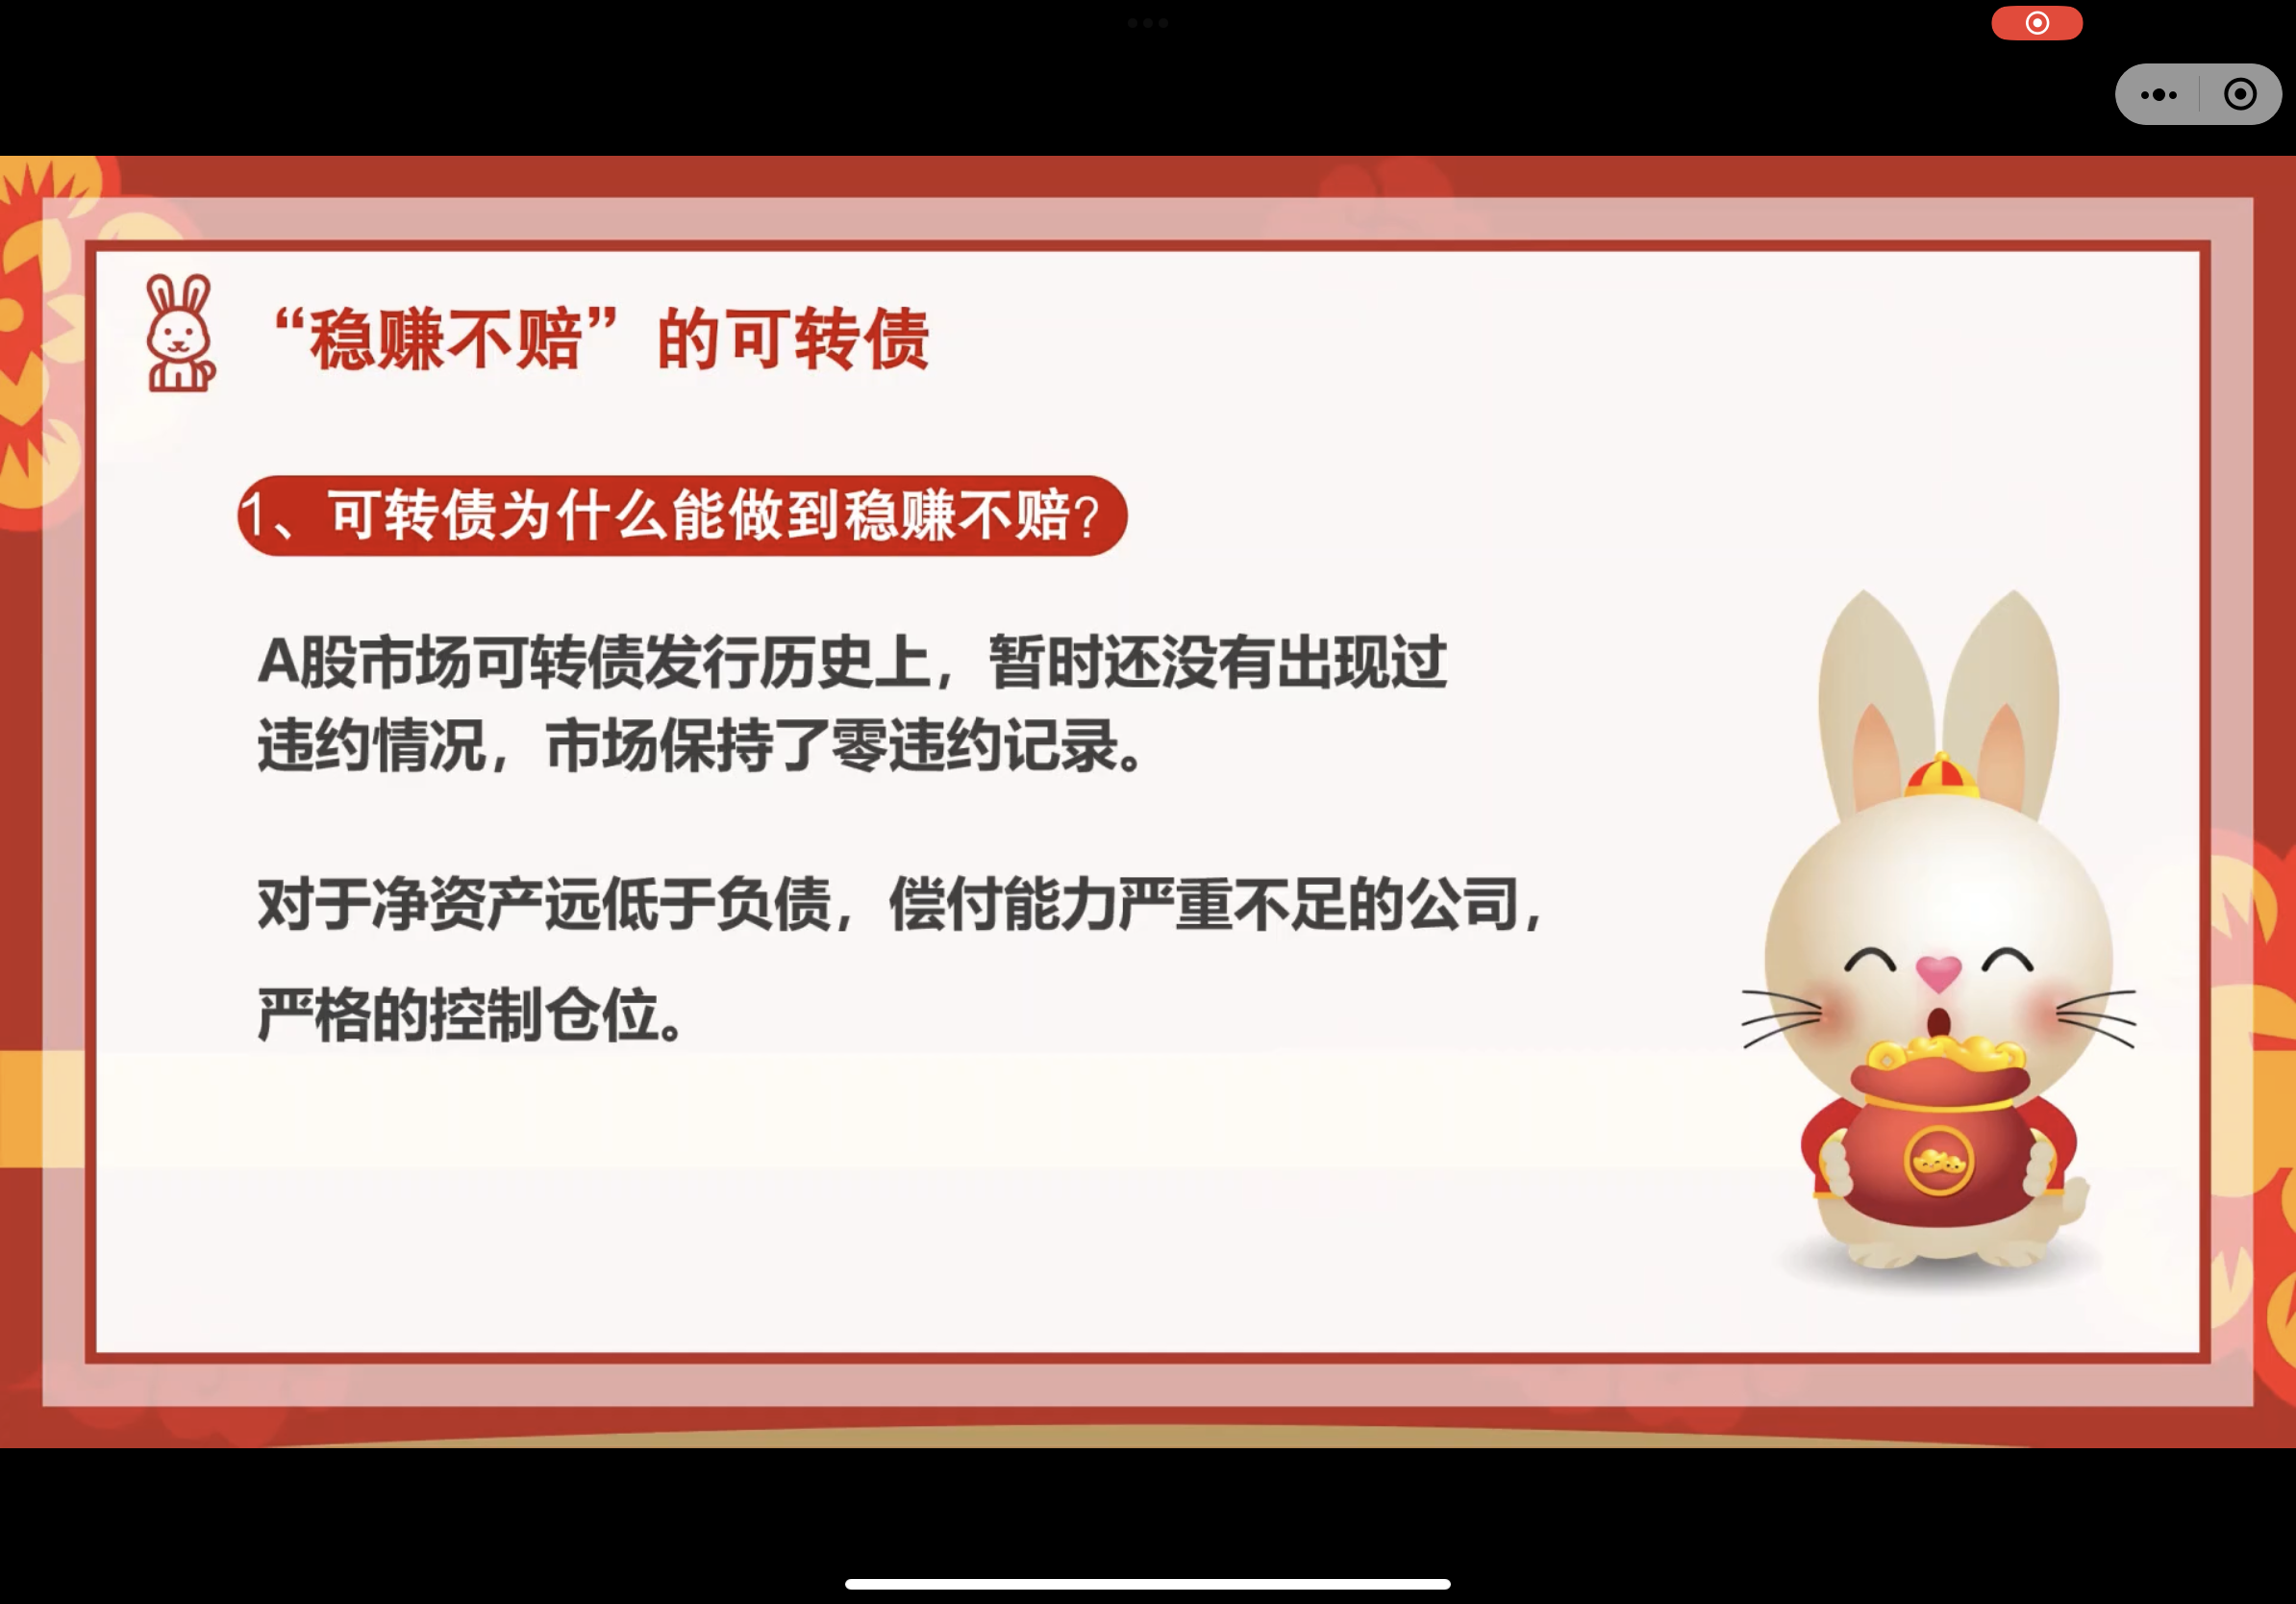 “稳赚不赔”的可转债
1、可转债为什么能做到稳赚不赔?
A股市场可转债发行历史上，暂时还没有出现过
违约情况，市场保持了零违约记录。
对于净资产远低于负债，偿付能力严重不足的公司，
严格的控制仓位。